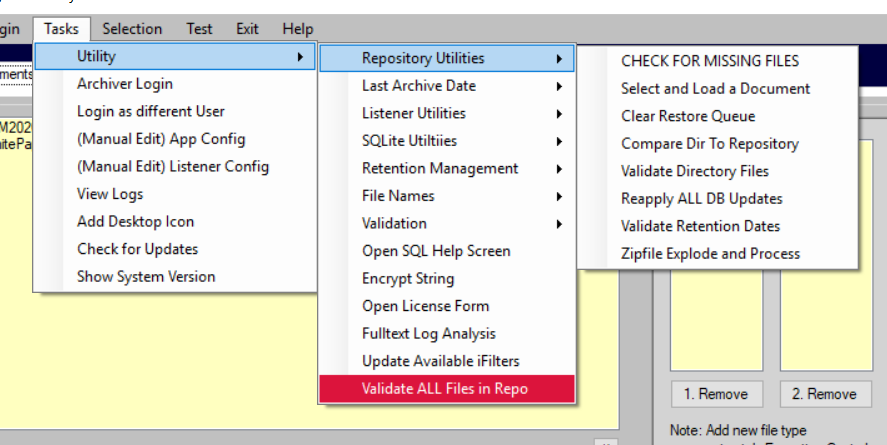 gin Tasks Selection Test Exit Help
Utility
Archiver Login
Login as different User
(Manual Edit) App Config
(Manual Edit) Listener Config
View Logs
Add Desktop Icon
Check for Updates
Show System Version
Repository Utilities
Last Archive Date
Listener Utilities
SQLite Utiltiies
Retention Management
File Names
Validation
Open SQL Help Screen
Encrypt String
Open License Form
Fulltext Log Analysis
Update Available iFilters
Validate ALL Files in Repo
CHECK FOR MISSING FILES
Select and Load a Document
Clear Restore Queue
Compare Dir To Repository
Validate Directory Files
Reapply ALL DB Updates
Validate Retention Dates
Zipfile Explode and Process
ments
M202
itePa
1. Remove 2. Remove
Note: Add new file type